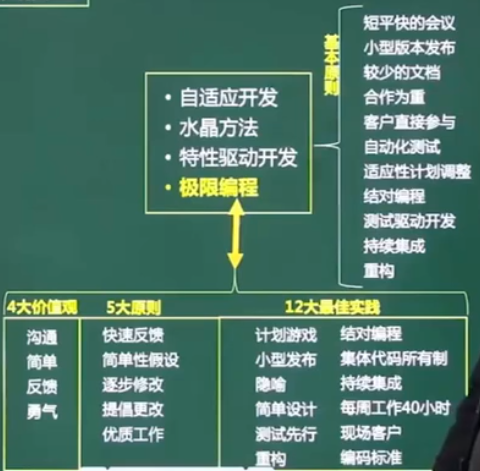 基本原则
短平快的会议
小型版本发布
较少的文档
合作为重
客户直接参与
自动化测试
适应性计划调整
结对编程
测试驱动开发
持续集成
重构
• 自适应开发
• 水晶方法
• 特性驱动开发
• 极限编程
4大价值观
沟通
简单
反馈
勇气
5大原则
快速反馈
简单性假设
逐步修改
提倡更改
优质工作
12大最佳实践
计划游戏 结对编程
小型发布 集体代码所有制
隐喻 持续集成
简单设计 每周工作40小时
测试先行 现场客户
重构 编码标准